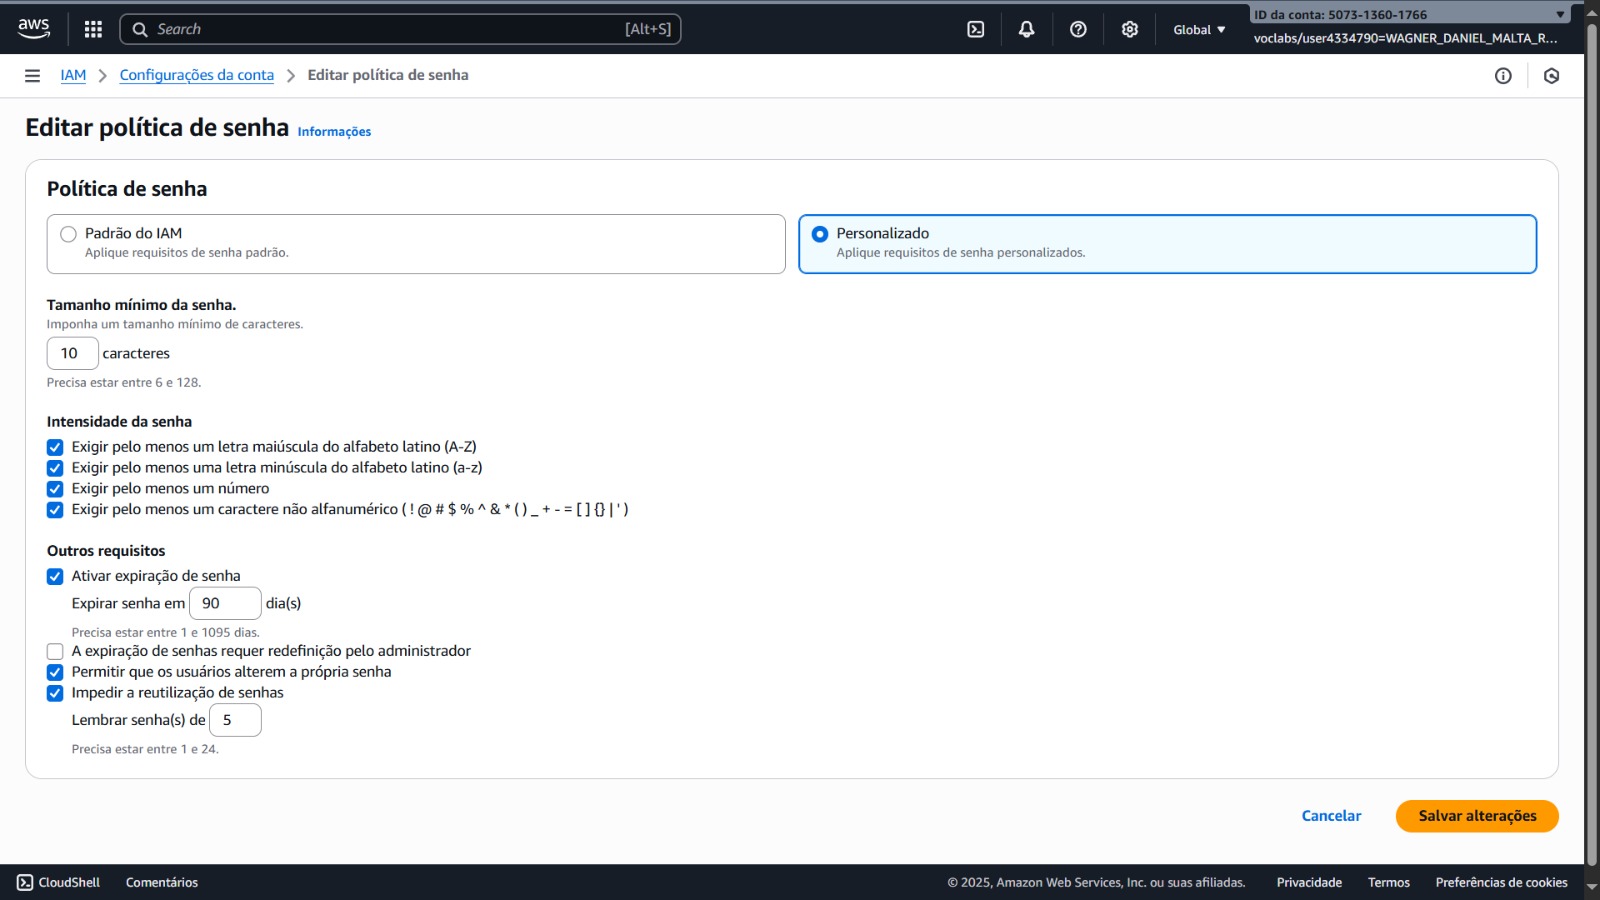 aws
Search
[Alt+S]
Global
ID da conta: 5073-1360-1766
voclabs/user4334790=WAGNER_DANIEL_MALTA_R...
IAM
Configurações da conta
Editar política de senha
Editar política de senha
Informações
Política de senha
Padrão do IAM
Aplique requisitos de senha padrão.
Personalizado
Aplique requisitos de senha personalizados.
Tamanho mínimo da senha.
Imponha um tamanho mínimo de caracteres.
10 caracteres
Precisa estar entre 6 e 128.
Intensidade da senha
Exigir pelo menos um letra maiúscula do alfabeto latino (A-Z)
Exigir pelo menos uma letra minúscula do alfabeto latino (a-z)
Exigir pelo menos um número
Exigir pelo menos um caractere não alfanumérico ( ! @ # $ % ^ & * ( ) _ + - = [ ] {} | ' )
Outros requisitos
Ativar expiração de senha
Expirar senha em 90 dia(s)
Precisa estar entre 1 e 1095 dias.
A expiração de senhas requer redefinição pelo administrador
Permitir que os usuários alterem a própria senha
Impedir a reutilização de senhas
Lembrar senha(s) de 5
Precisa estar entre 1 e 24.
Cancelar
Salvar alterações
CloudShell
Comentários
© 2025, Amazon Web Services, Inc. ou suas afiliadas.
Privacidade
Termos
Preferências de cookies